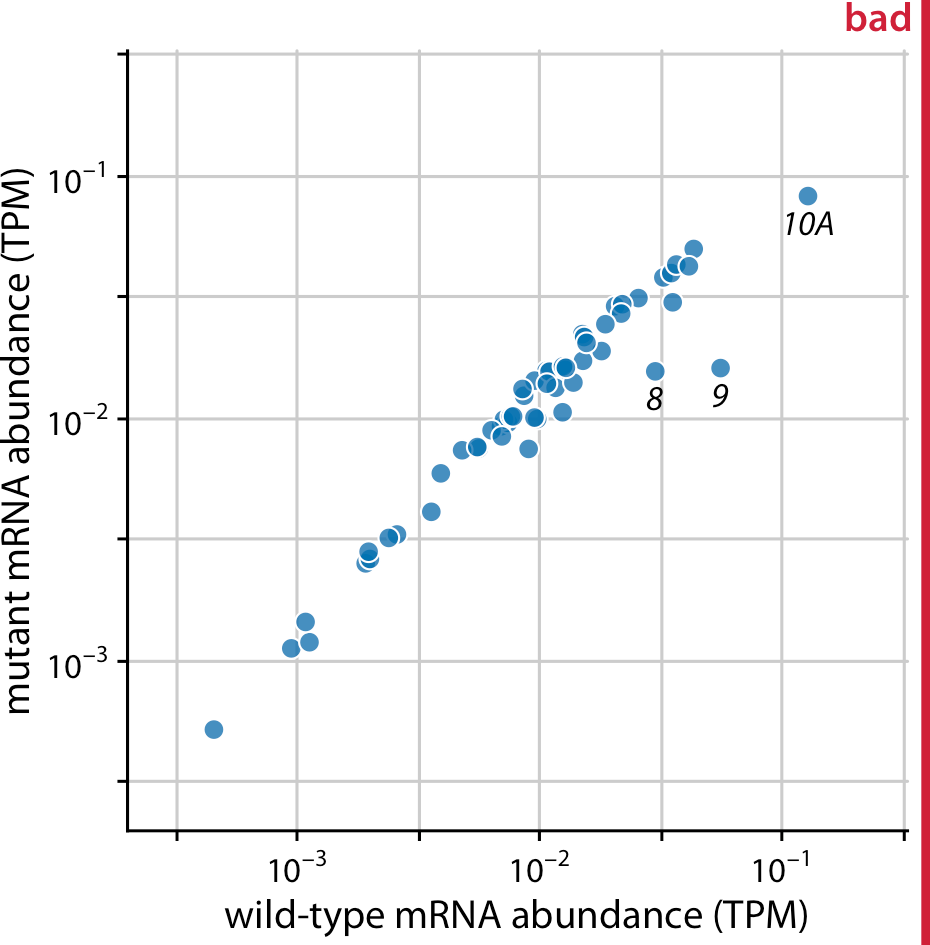 bad
mutant mRNA abundance (TPM)
10⁻¹
10⁻²
10⁻³
10A
8
9
10⁻³
10⁻²
10⁻¹
wild-type mRNA abundance (TPM)